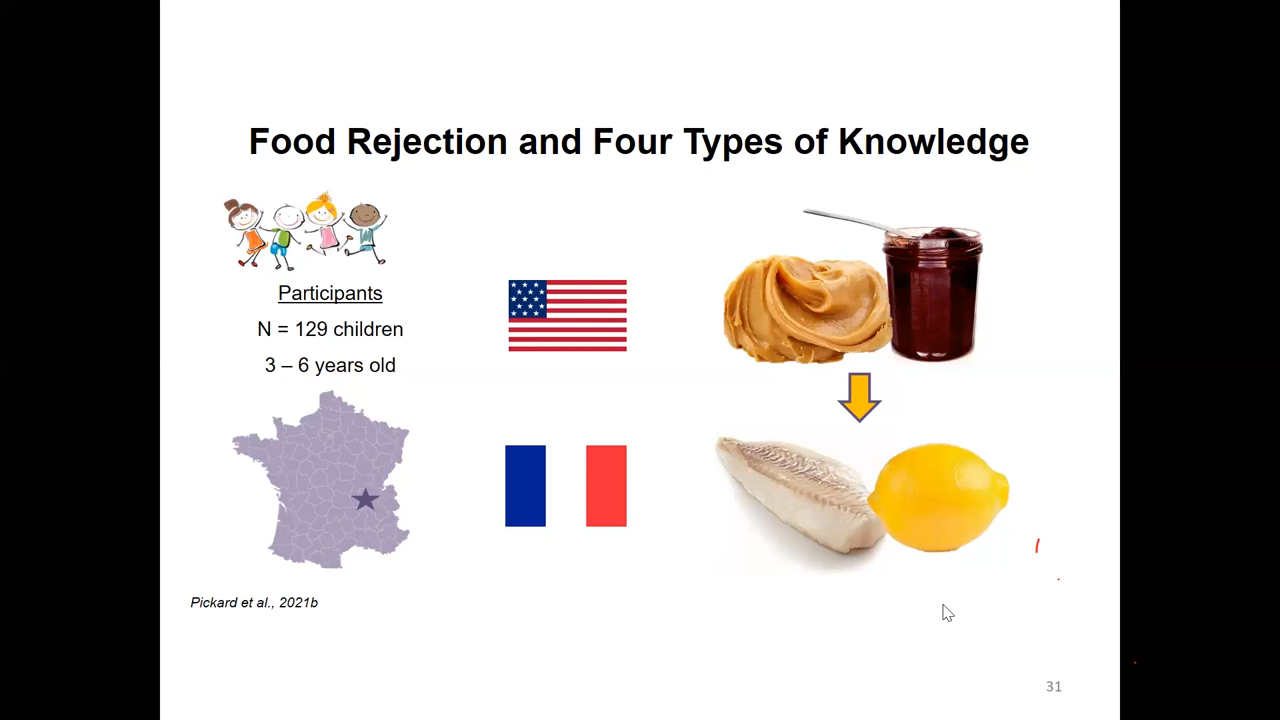 Food Rejection and Four Types of Knowledge
Participants
N = 129 children
3 – 6 years old
Pickard et al., 2021b
31